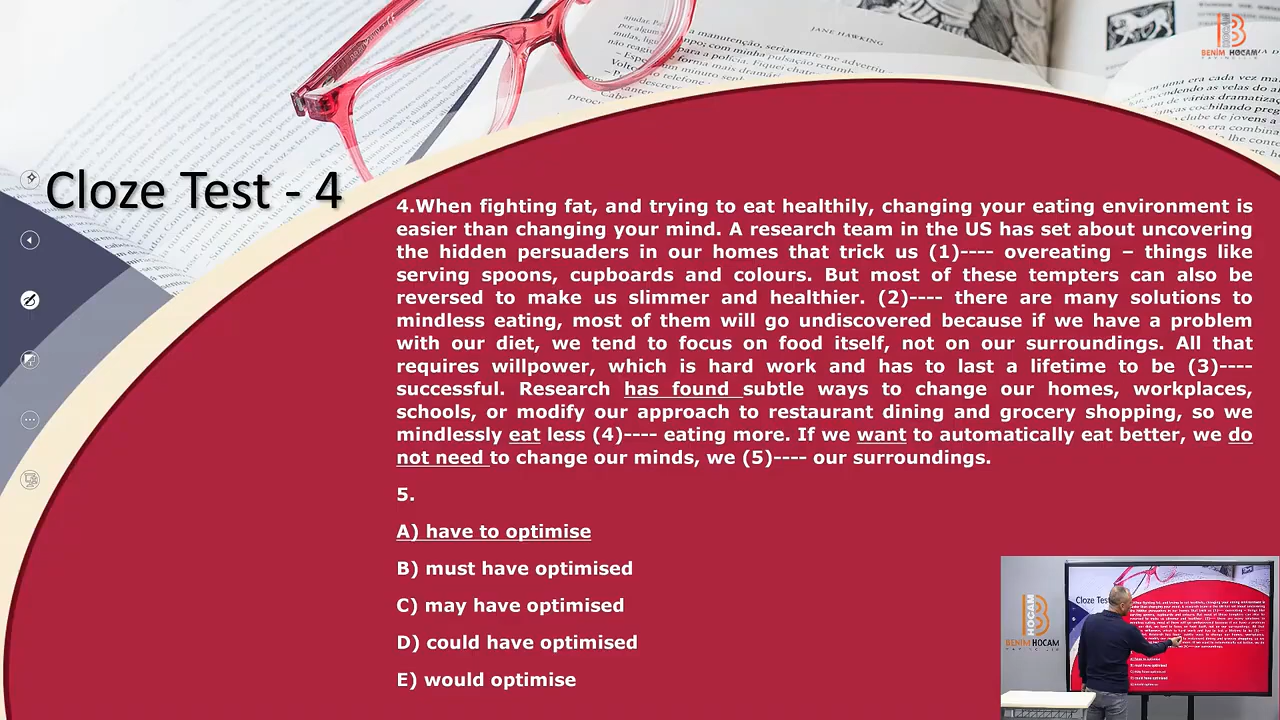 JANE HAWKING
BENİM HOCAM
YAYINCILIK
Cloze Test - 4
4.When fighting fat, and trying to eat healthily, changing your eating environment is
easier than changing your mind. A research team in the US has set about uncovering
the hidden persuaders in our homes that trick us (1)---- overeating – things like
serving spoons, cupboards and colours. But most of these tempters can also be
reversed to make us slimmer and healthier. (2)---- there are many solutions to
mindless eating, most of them will go undiscovered because if we have a problem
with our diet, we tend to focus on food itself, not on our surroundings. All that
requires willpower, which is hard work and has to last a lifetime to be (3)----
successful. Research has found subtle ways to change our homes, workplaces,
schools, or modify our approach to restaurant dining and grocery shopping, so we
mindlessly eat less (4)---- eating more. If we want to automatically eat better, we do
not need to change our minds, we (5)---- our surroundings.
5.
A) have to optimise
B) must have optimised
C) may have optimised
D) could have optimised
E) would optimise
BENİM HOCAM